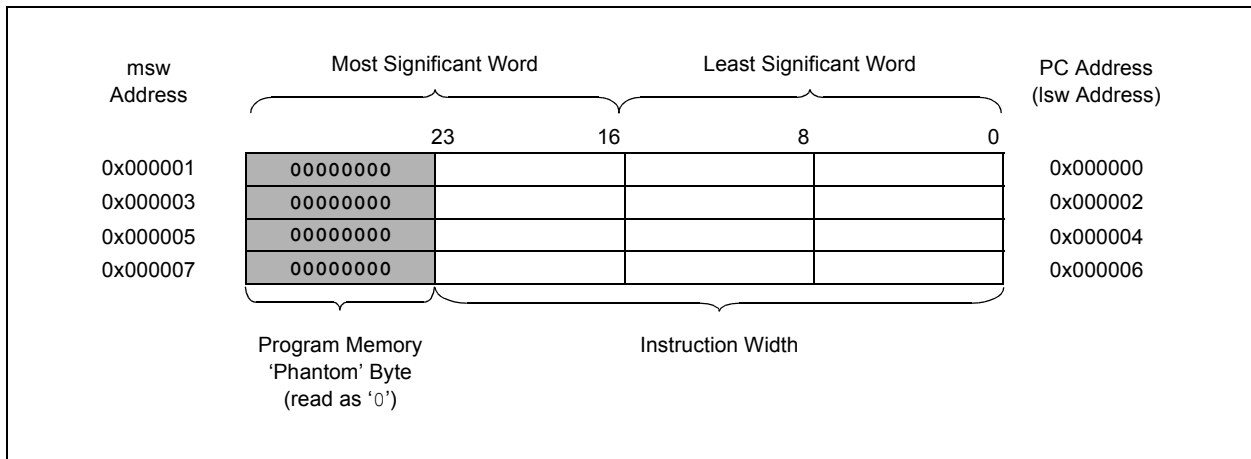 msw
Address
Most Significant Word
Least Significant Word
PC Address
(lsw Address)
23
16
8
0
0x000001
00000000
0x000000
0x000003
00000000
0x000002
0x000005
00000000
0x000004
0x000007
00000000
0x000006
Program Memory
‘Phantom’ Byte
(read as ‘0’)
Instruction Width